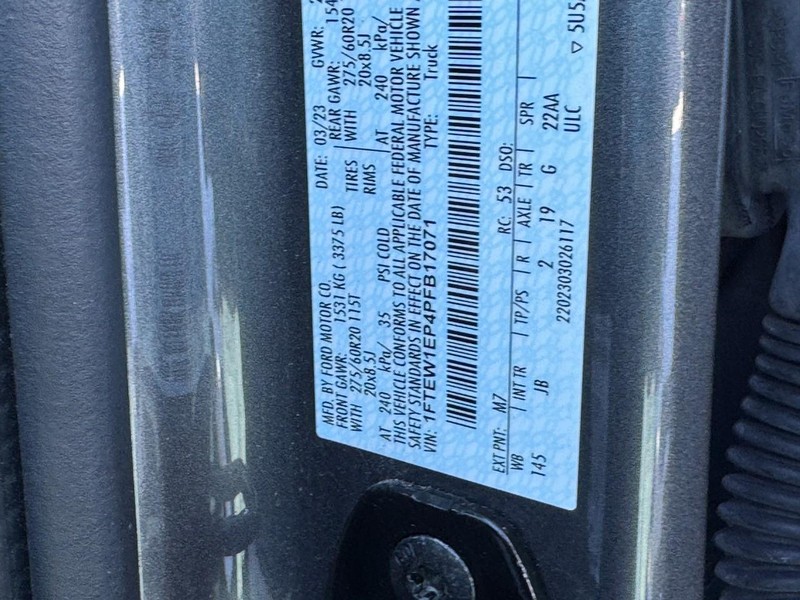 MFD. BY FORD MOTOR CO.
DATE: 03/23 GVWR:
FRONT GAWR: 1531 KG ( 3375 LB) REAR GAWR: 154
WITH 275/60R20 115T TIRES WITH 275/60R20
20x8.5J RIMS 20x8.5J
AT 240 kPa/ 35 PSI COLD AT 240 kPa/
THIS VEHICLE CONFORMS TO ALL APPLICABLE FEDERAL MOTOR VEHICLE
SAFETY STANDARDS IN EFFECT ON THE DATE OF MANUFACTURE SHOWN
VIN: 1FTEW1EP4PFB17071 TYPE: Truck
EXT PNT: M7 RC: 53 DSO:
WB INT TR TP/PS R AXLE TR SPR
145 JB 2 19 G 22AA
2202303026117 ULC
▽ 5U5